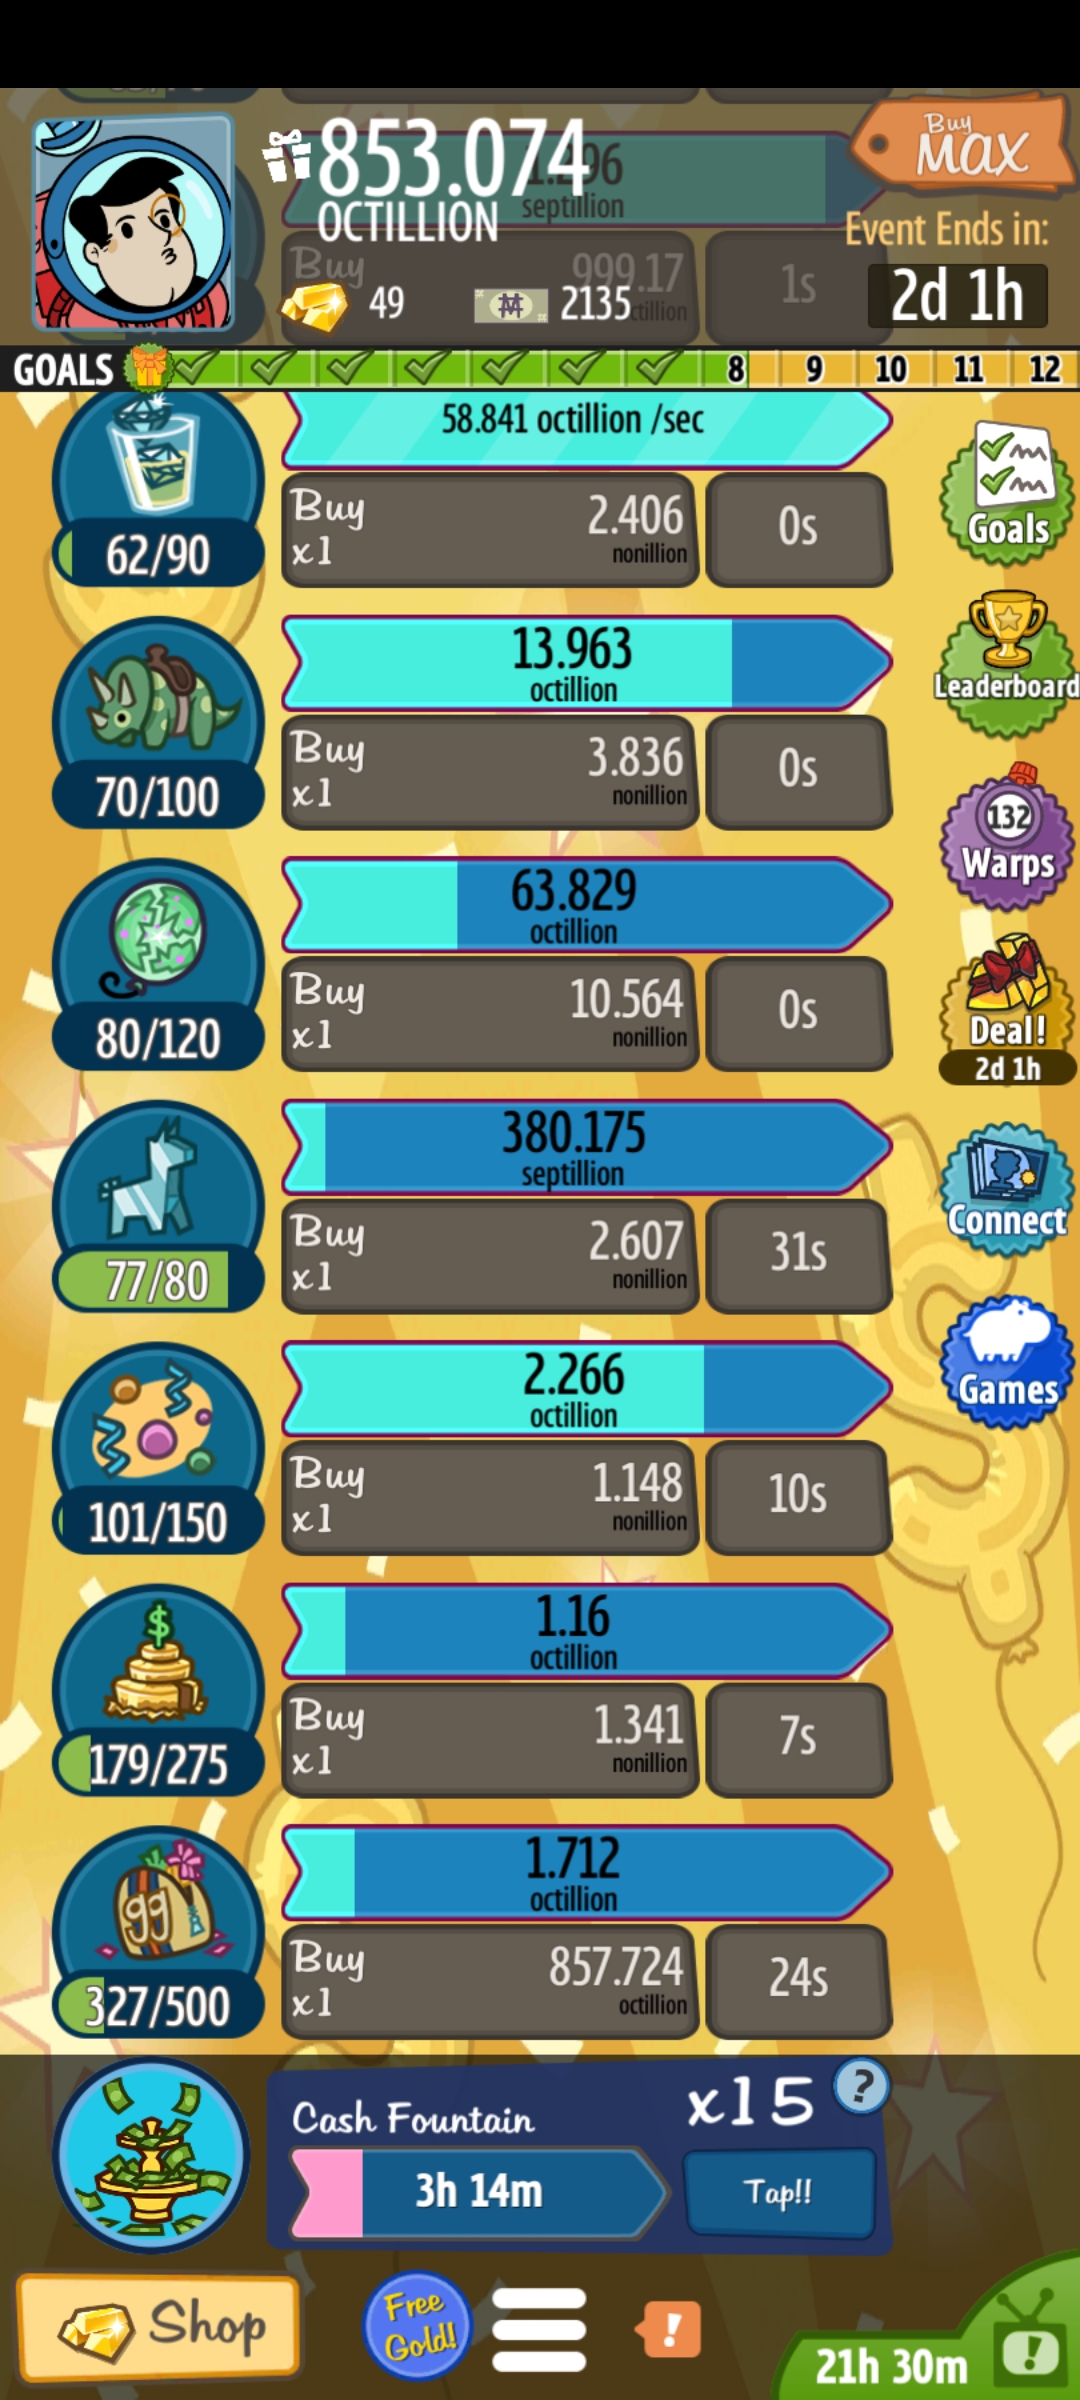 853.074
OCTILLION
Buy
MAX
1.296
septillion
Event Ends in:
2d 1h
Buy
999.17
1s
49
2135
GOALS
8 9 10 11 12
58.841 octillion /sec
Buy x1
2.406
nonillion
0s
62/90
Goals
13.963
octillion
Leaderboard
Buy x1
3.836
nonillion
0s
70/100
132
Warps
63.829
octillion
Buy x1
10.564
nonillion
0s
80/120
Deal!
2d 1h
380.175
septillion
Buy x1
2.607
nonillion
31s
77/80
Connect
2.266
octillion
Games
Buy x1
1.148
nonillion
10s
101/150
$
1.16
octillion
Buy x1
1.341
nonillion
7s
179/275
1.712
octillion
99
Buy x1
857.724
octillion
24s
327/500
Cash Fountain
x15
?
3h 14m
Tap!!
Shop
Free Gold!
!
21h 30m
!